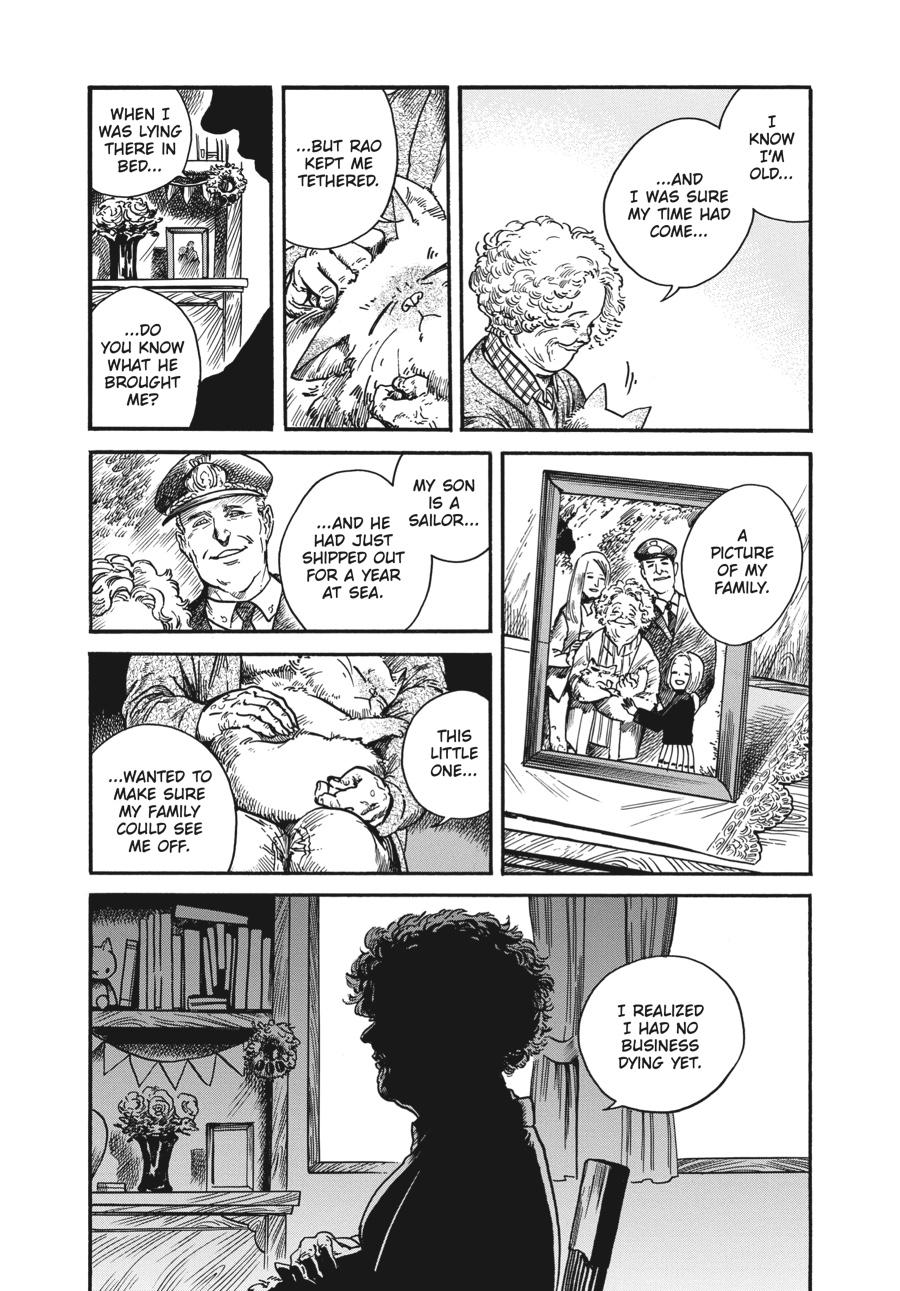 I
KNOW
I'M
OLD...
...AND
I WAS SURE
MY TIME HAD
COME...
...BUT RAO
KEPT ME
TETHERED.
WHEN I
WAS LYING
THERE IN
BED...
...DO
YOU KNOW
WHAT HE
BROUGHT
ME?
A
PICTURE
OF MY
FAMILY.
MY SON
IS A
SAILOR...
...AND HE
HAD JUST
SHIPPED OUT
FOR A YEAR
AT SEA.
THIS
LITTLE
ONE...
...WANTED TO
MAKE SURE
MY FAMILY
COULD SEE
ME OFF.
I REALIZED
I HAD NO
BUSINESS
DYING YET.